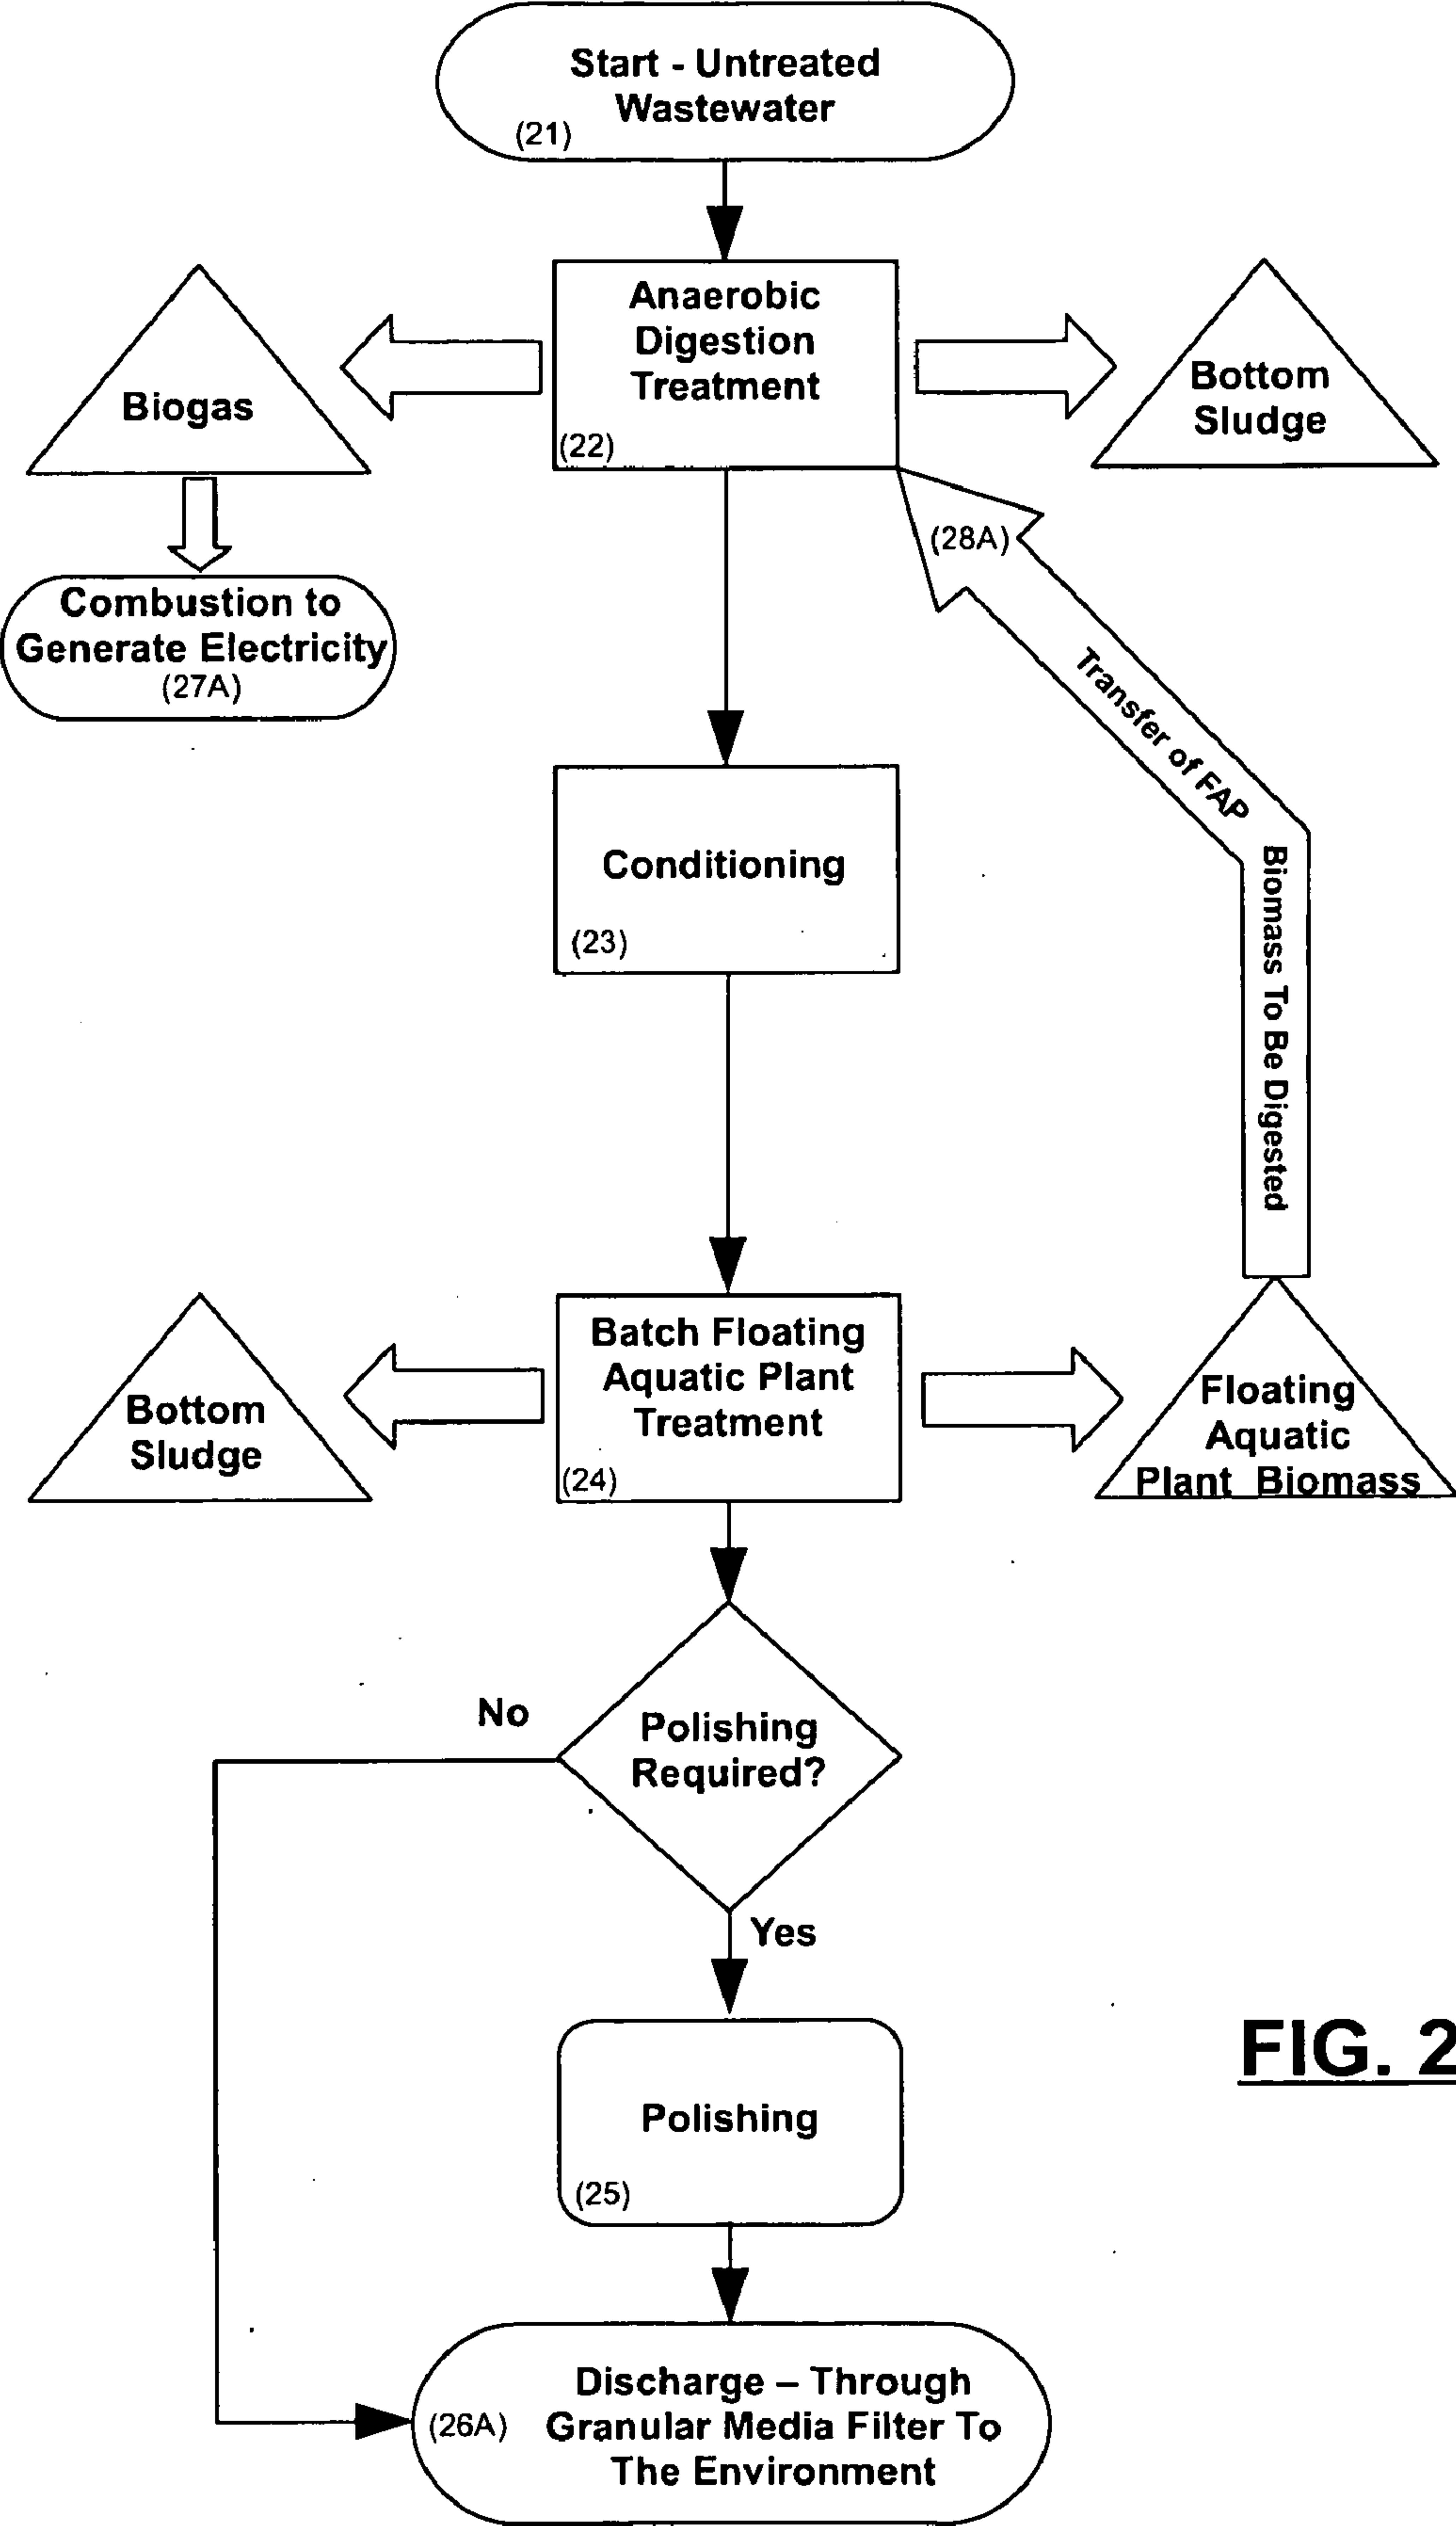 Start - Untreated
Wastewater
(21)
Anaerobic
Digestion
Treatment
(22)
Biogas
Bottom
Sludge
(28A)
Combustion to
Generate Electricity
(27A)
Transfer of FAP
Biomass To Be Digested
Conditioning
(23)
Batch Floating
Aquatic Plant
Treatment
(24)
Bottom
Sludge
Floating
Aquatic
Plant Biomass
No
Polishing
Required?
Yes
Polishing
(25)
FIG. 2
Discharge – Through
Granular Media Filter To
The Environment
(26A)